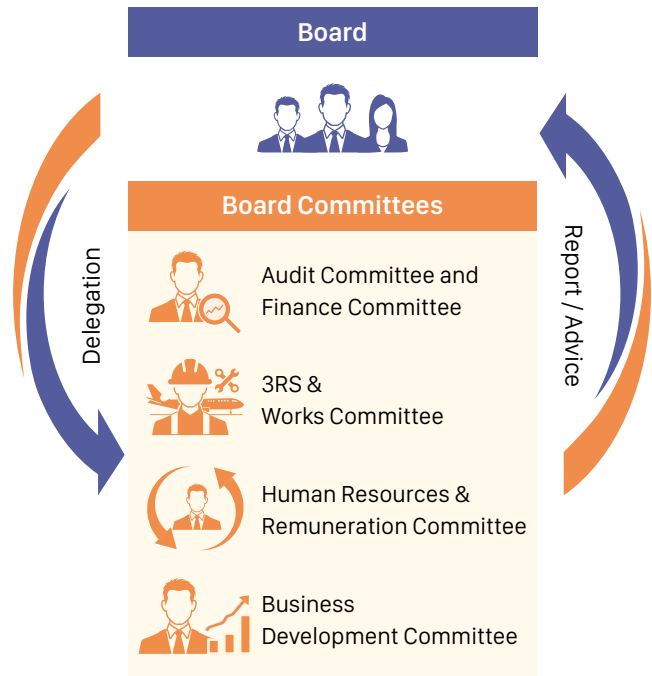 Board
Board Committees
Delegation
Report / Advice
Audit Committee and
Finance Committee
3RS &
Works Committee
Human Resources &
Remuneration Committee
Business
Development Committee